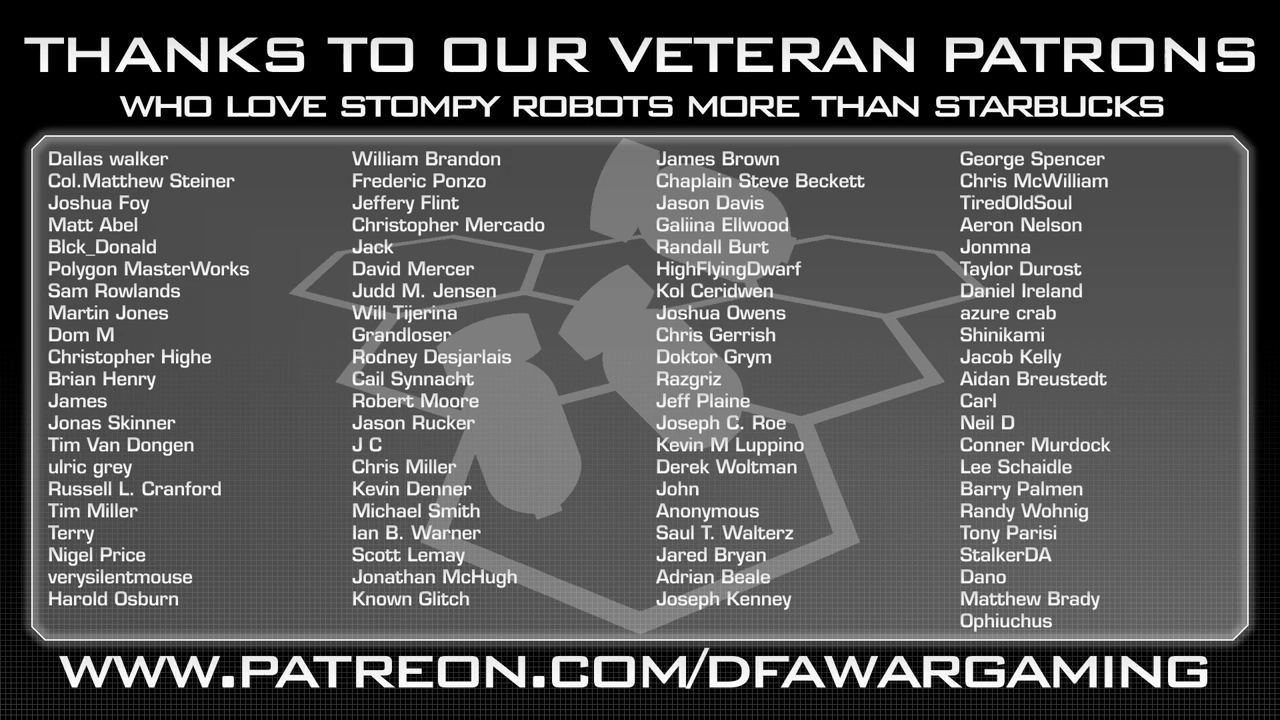 THANKS TO OUR VETERAN PATRONS
WHO LOVE STOMPY ROBOTS MORE THAN STARBUCKS
Dallas walker
Col.Matthew Steiner
Joshua Foy
Matt Abel
Blck_Donald
Polygon MasterWorks
Sam Rowlands
Martin Jones
Dom M
Christopher Highe
Brian Henry
James
Jonas Skinner
Tim Van Dongen
ulric grey
Russell L. Cranford
Tim Miller
Terry
Nigel Price
verysilentmouse
Harold Osburn
William Brandon
Frederic Ponzo
Jeffery Flint
Christopher Mercado
Jack
David Mercer
Judd M. Jensen
Will Tijerina
Grandloser
Rodney Desjarlais
Cail Synnacht
Robert Moore
Jason Rucker
J C
Chris Miller
Kevin Denner
Michael Smith
Ian B. Warner
Scott Lemay
Jonathan McHugh
Known Glitch
James Brown
Chaplain Steve Beckett
Jason Davis
Galiina Ellwood
Randall Burt
HighFlyingDwarf
Kol Ceridwen
Joshua Owens
Chris Gerrish
Doktor Grym
Razgriz
Jeff Plaine
Joseph C. Roe
Kevin M Luppino
Derek Woltman
John
Anonymous
Saul T. Walterz
Jared Bryan
Adrian Beale
Joseph Kenney
George Spencer
Chris McWilliam
TiredOldSoul
Aeron Nelson
Jonmna
Taylor Durost
Daniel Ireland
azure crab
Shinikami
Jacob Kelly
Aidan Breustedt
Carl
Neil D
Conner Murdock
Lee Schaidle
Barry Palmen
Randy Wohnig
Tony Parisi
StalkerDA
Dano
Matthew Brady
Ophiuchus
WWW.PATREON.COM/DFAWARGAMING